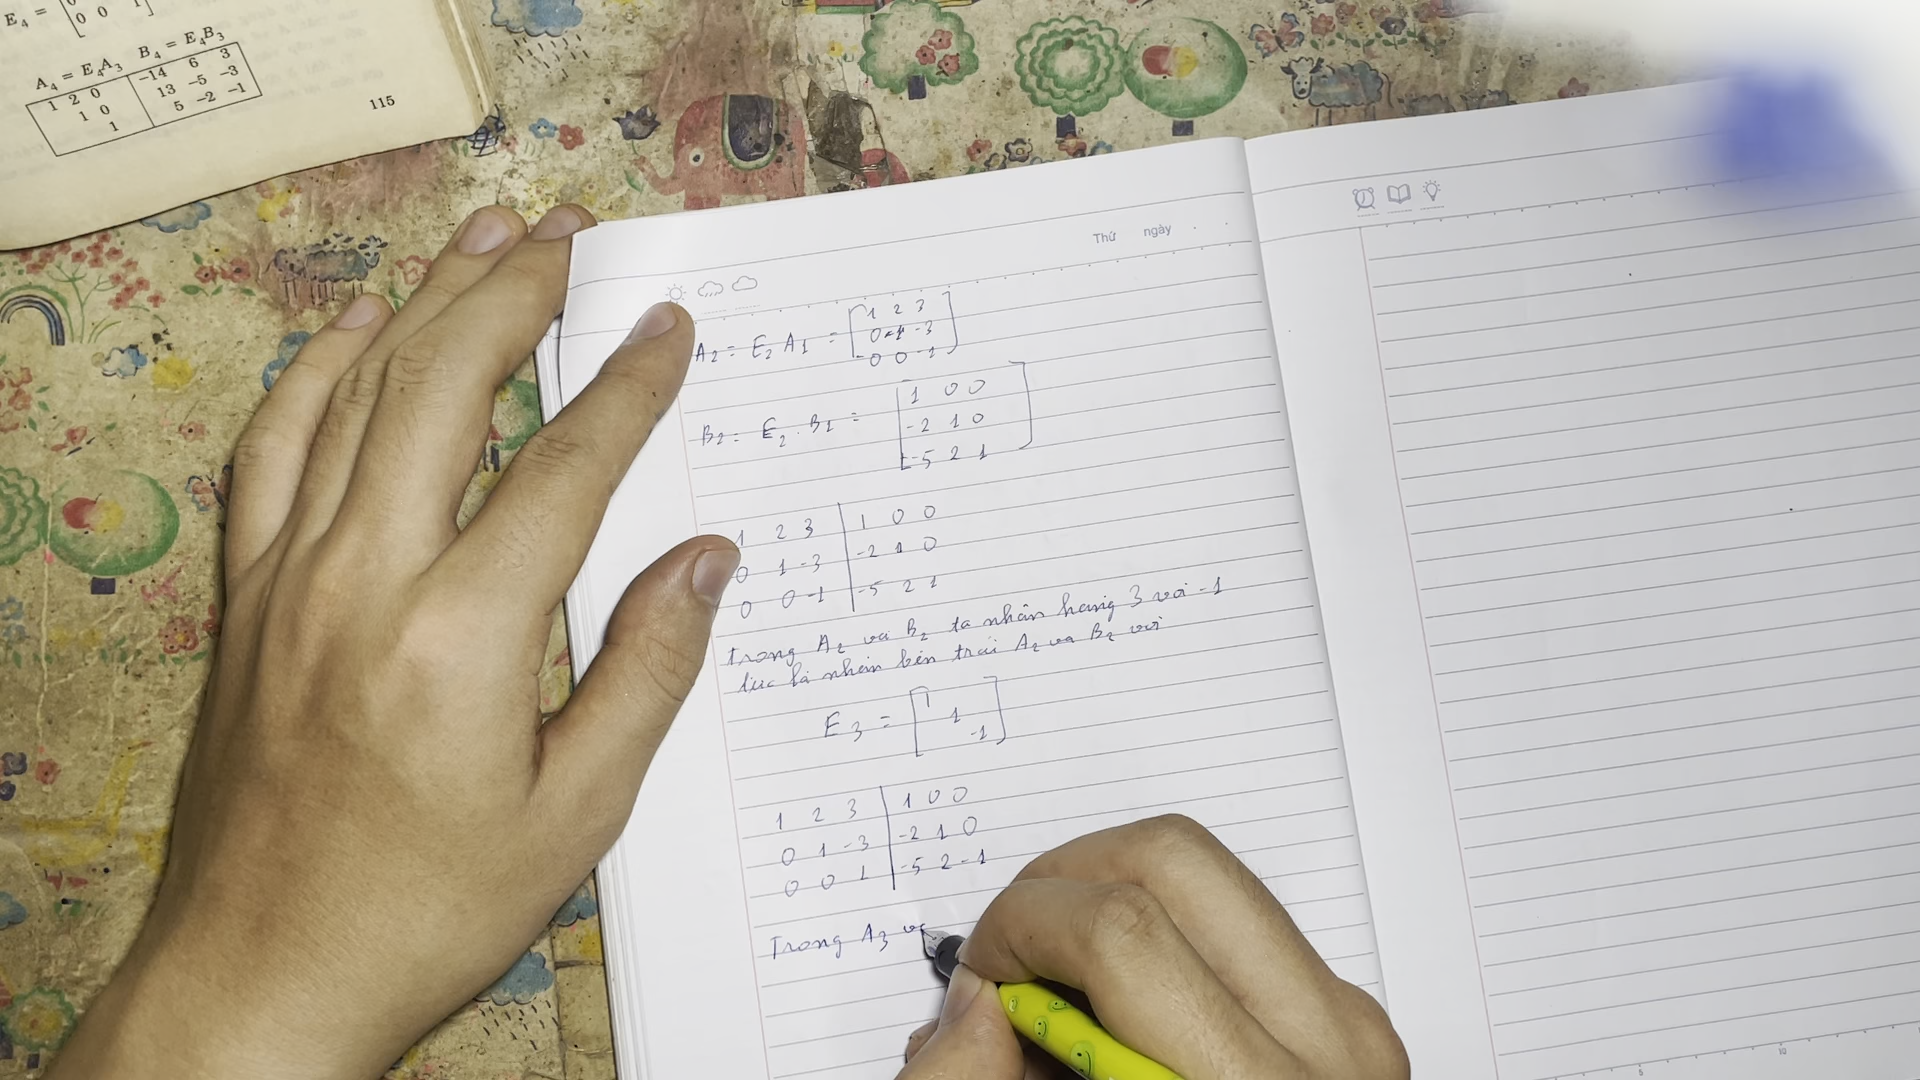 E₄ =
0 0 1
A₄ = E₄A₃ B₄ = E₄B₃
1 2 0 -14 6 3
1 0 13 -5 -3
1 5 -2 -1
115
Thứ ngày
A₂ = E₂ A₁ =
1 2 3
0 1 -3
0 0 -1
B₂ = E₂ . B₁ =
1 0 0
-2 1 0
-5 2 1
1 2 3 1 0 0
0 1 -3 -2 1 0
0 0 -1 -5 2 1
trong A₂ và B₂ ta nhân hàng 3 với -1
tức là nhân bên trái A₂ và B₂ với
E₃ =
1
1
-1
1 2 3 1 0 0
0 1 -3 -2 1 0
0 0 1 -5 2 -1
Trong A₃
10